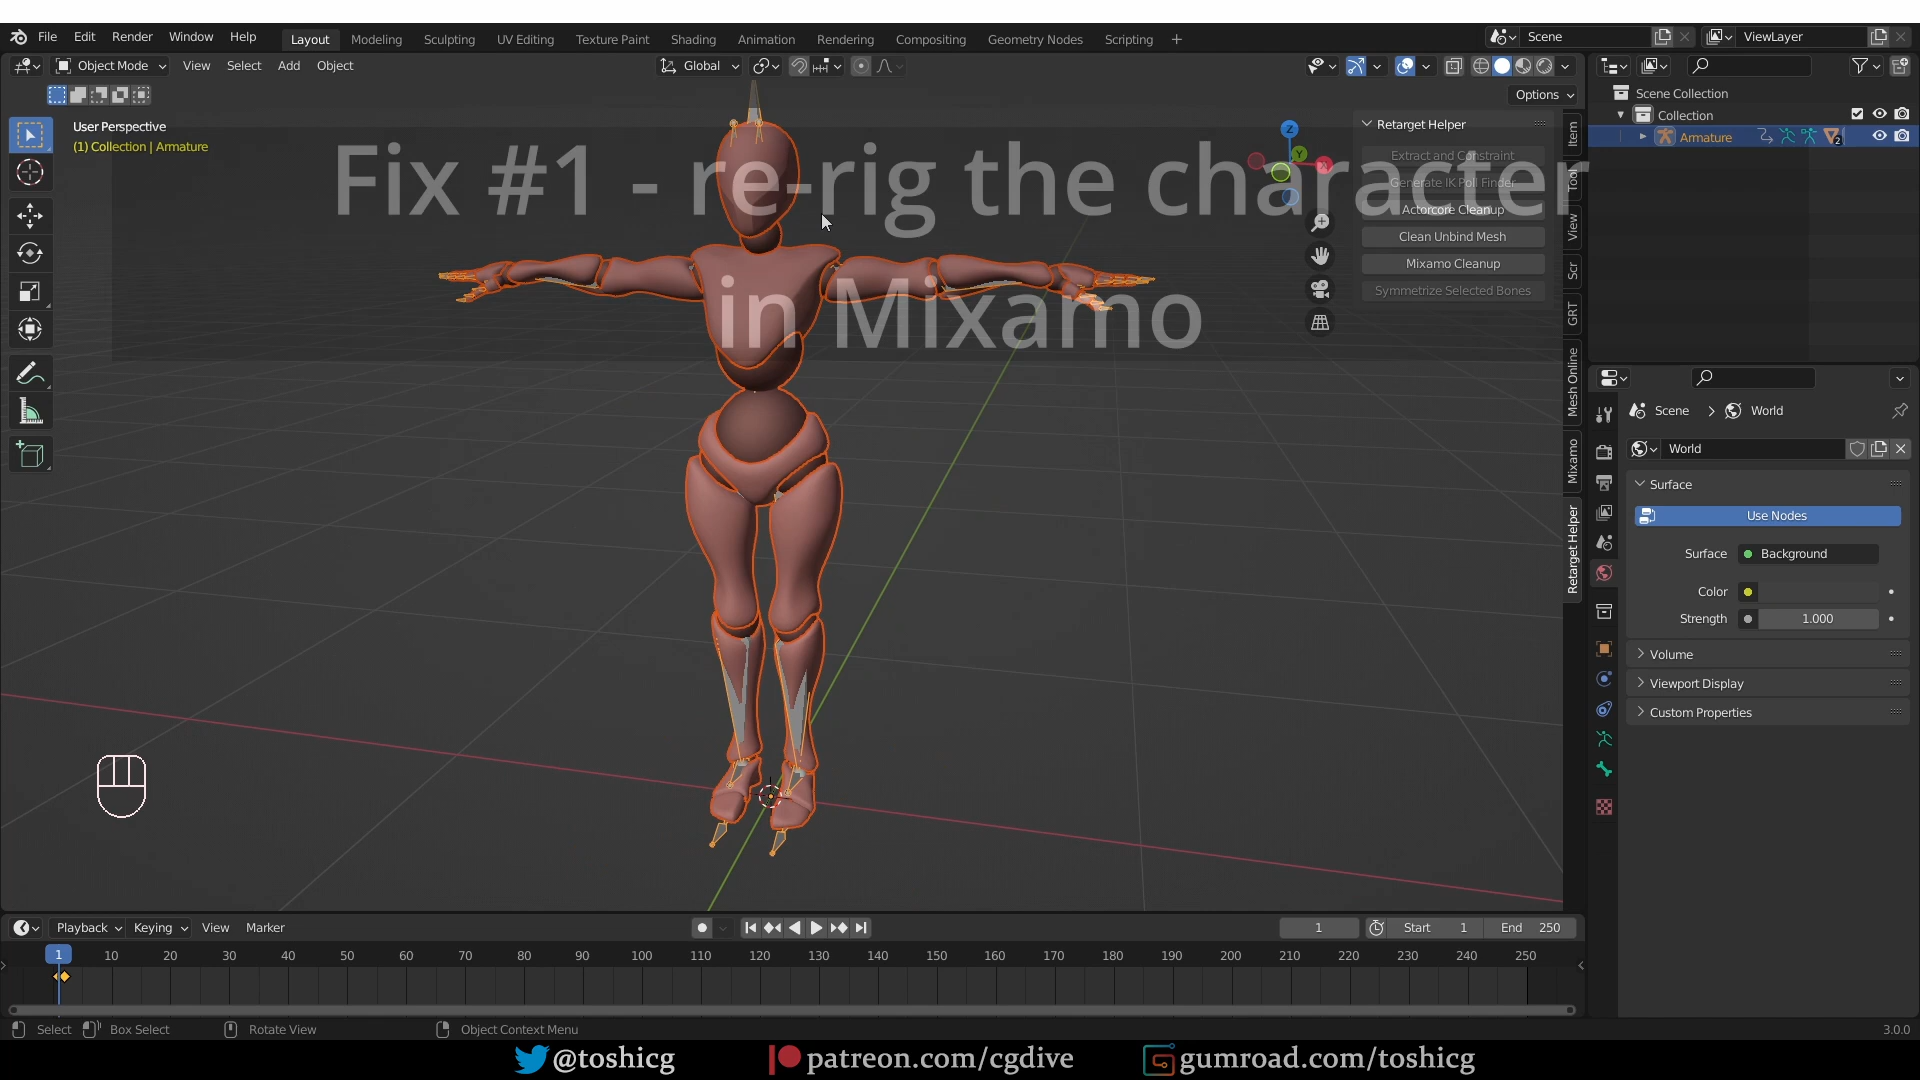 File Edit Render Window Help Layout Modeling Sculpting UV Editing Texture Paint Shading Animation Rendering Compositing Geometry Nodes Scripting + Scene ViewLayer
Object Mode View Select Add Object Global
Options
User Perspective
(1) Collection | Armature
Fix #1 - re-rig the character
in Mixamo
Retarget Helper
Extract and Constraint
Generate IK Poll Finder
Actorcore Cleanup
Clean Unbind Mesh
Mixamo Cleanup
Symmetrize Selected Bones
Z
Y
X
Item
Tool
View
Scr
GRT
Mesh Online
Mixamo
Retarget Helper
Scene Collection
Collection
Armature 2
Scene > World
World
Surface
Use Nodes
Surface Background
Color
Strength 1.000
Volume
Viewport Display
Custom Properties
Playback Keying View Marker 1 Start 1 End 250
1 10 20 30 40 50 60 70 80 90 100 110 120 130 140 150 160 170 180 190 200 210 220 230 240 250
Select Box Select Rotate View Object Context Menu 3.0.0
@toshicg patreon.com/cgdive gumroad.com/toshicg